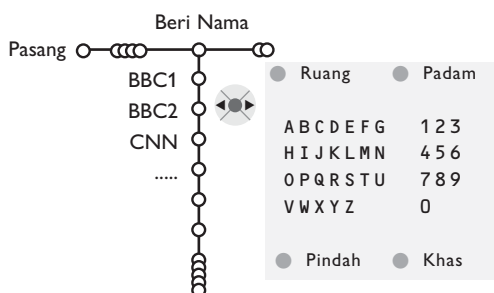 Beri Nama
Pasang
BBC1
BBC2
CNN
.....
Ruang Padam
A B C D E F G 1 2 3
H I J K L M N 4 5 6
O P Q R S T U 7 8 9
V W X Y Z 0
Pindah Khas